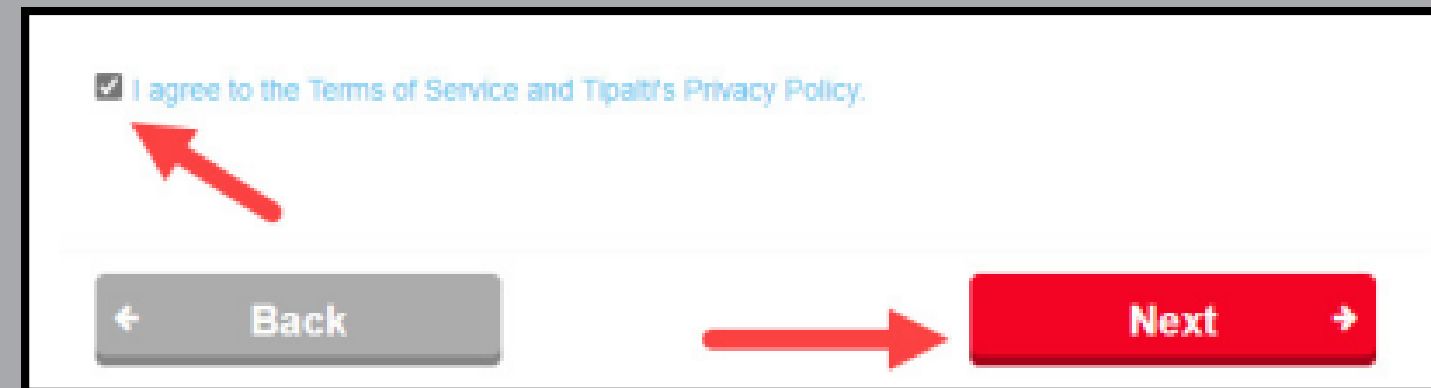 I agree to the Terms of Service and Tipalti's Privacy Policy.
Back
Next